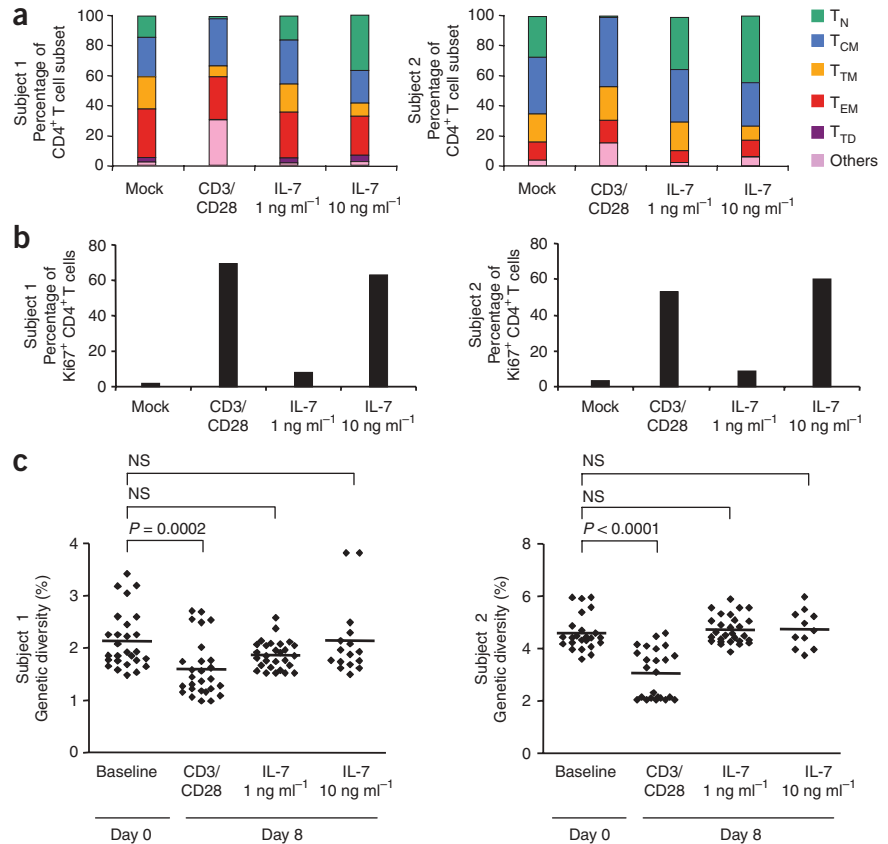 a
Subject 1
Percentage of
CD4⁺ T cell subset
100
80
60
40
20
0
Mock
CD3/
CD28
IL-7
1 ng ml⁻¹
IL-7
10 ng ml⁻¹
Subject 2
Percentage of
CD4⁺ T cell subset
100
80
60
40
20
0
Mock
CD3/
CD28
IL-7
1 ng ml⁻¹
IL-7
10 ng ml⁻¹
T_N
T_CM
T_TM
T_EM
T_TD
Others
b
Subject 1
Percentage of
Ki67⁺ CD4⁺ T cells
80
60
40
20
0
Mock
CD3/
CD28
IL-7
1 ng ml⁻¹
IL-7
10 ng ml⁻¹
Subject 2
Percentage of
Ki67⁺ CD4⁺ T cells
80
60
40
20
0
Mock
CD3/
CD28
IL-7
1 ng ml⁻¹
IL-7
10 ng ml⁻¹
c
NS
NS
P = 0.0002
Subject 1
Genetic diversity (%)
4
3
2
1
0
Baseline
CD3/
CD28
IL-7
1 ng ml⁻¹
IL-7
10 ng ml⁻¹
Day 0
Day 8
NS
NS
P < 0.0001
Subject 2
Genetic diversity (%)
8
6
4
2
0
Baseline
CD3/
CD28
IL-7
1 ng ml⁻¹
IL-7
10 ng ml⁻¹
Day 0
Day 8